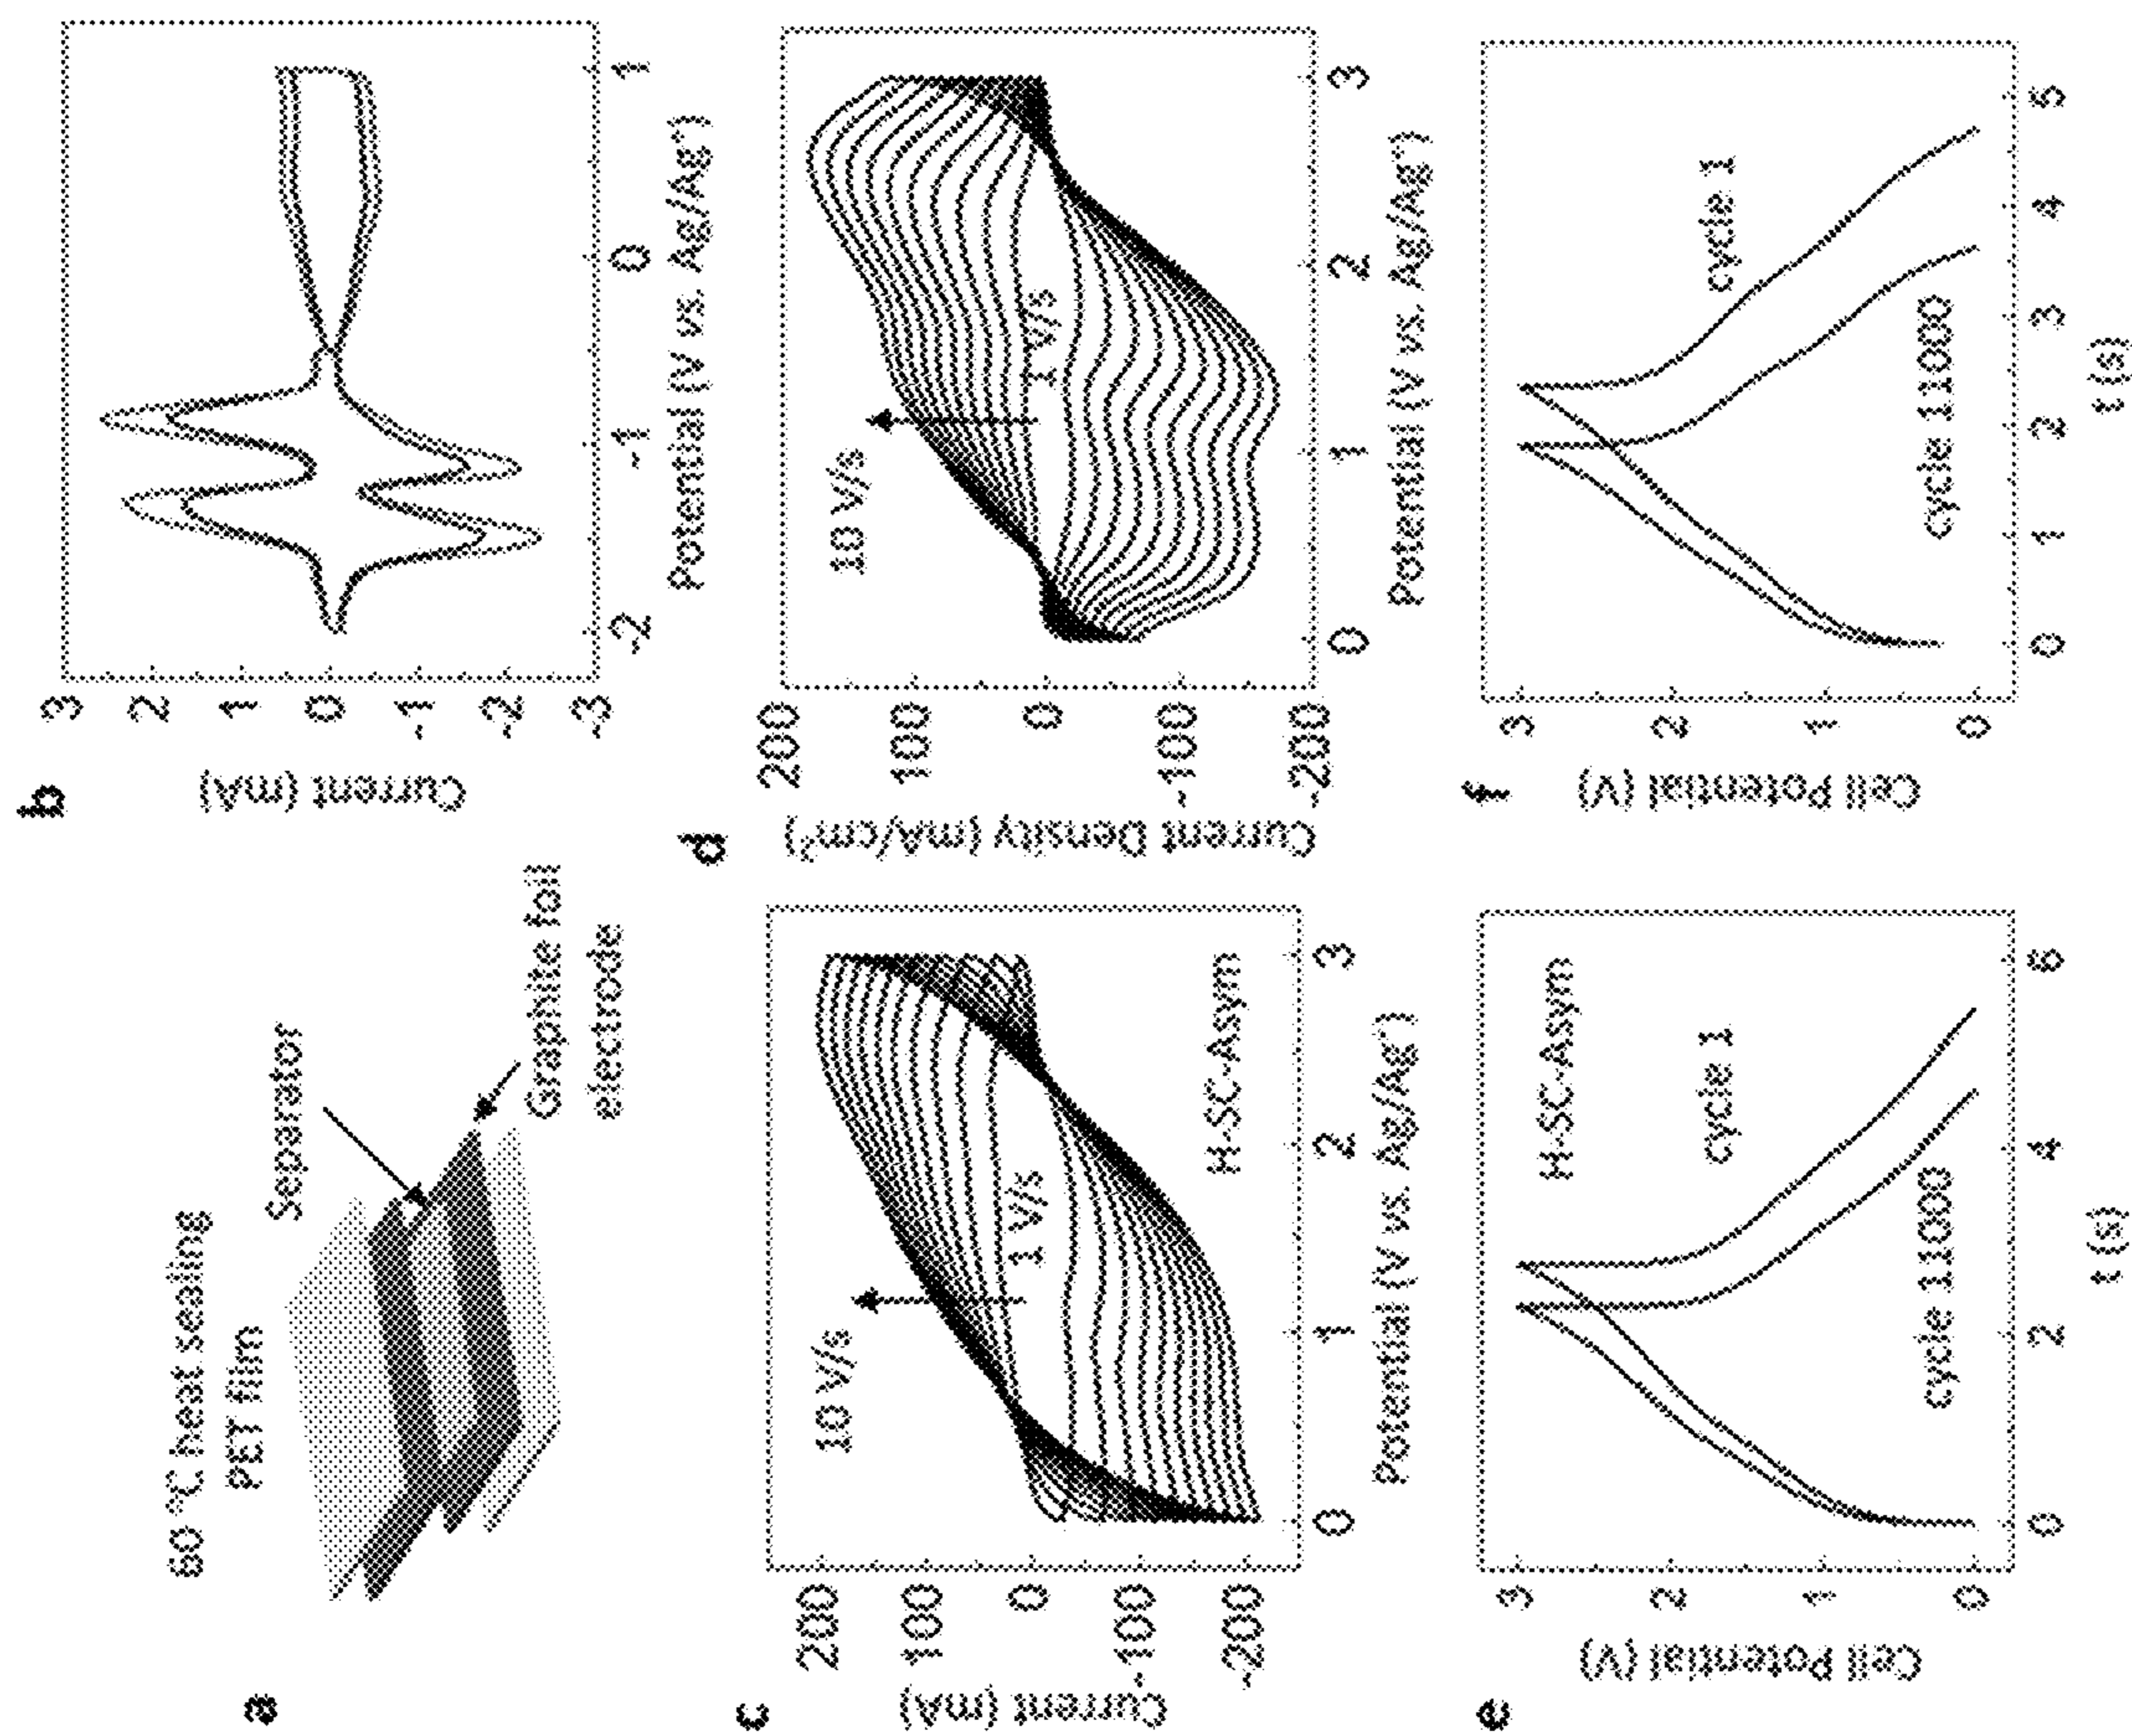 a
60 °C heat sealing
PET film
Separator
Graphite foil
electrode
b
Current (mA)
3
2
1
0
-1
-2
-3
-2
-1
0
1
Potential (V vs. Ag/Ag⁺)
c
Current (mA)
200
100
0
-100
-200
10 V/s
1 V/s
H-SC-Asym
0
1
2
3
Potential (V vs. Ag/Ag⁺)
d
Current Density (mA/cm²)
200
100
0
-100
-200
10 V/s
1 V/s
0
1
2
3
Potential (V vs. Ag/Ag⁺)
e
Cell Potential (V)
3
2
1
0
H-SC-Asym
cycle 1
cycle 11000
0
2
4
6
t (s)
f
Cell Potential (V)
3
2
1
0
cycle 1
cycle 11000
0
1
2
3
4
5
t (s)